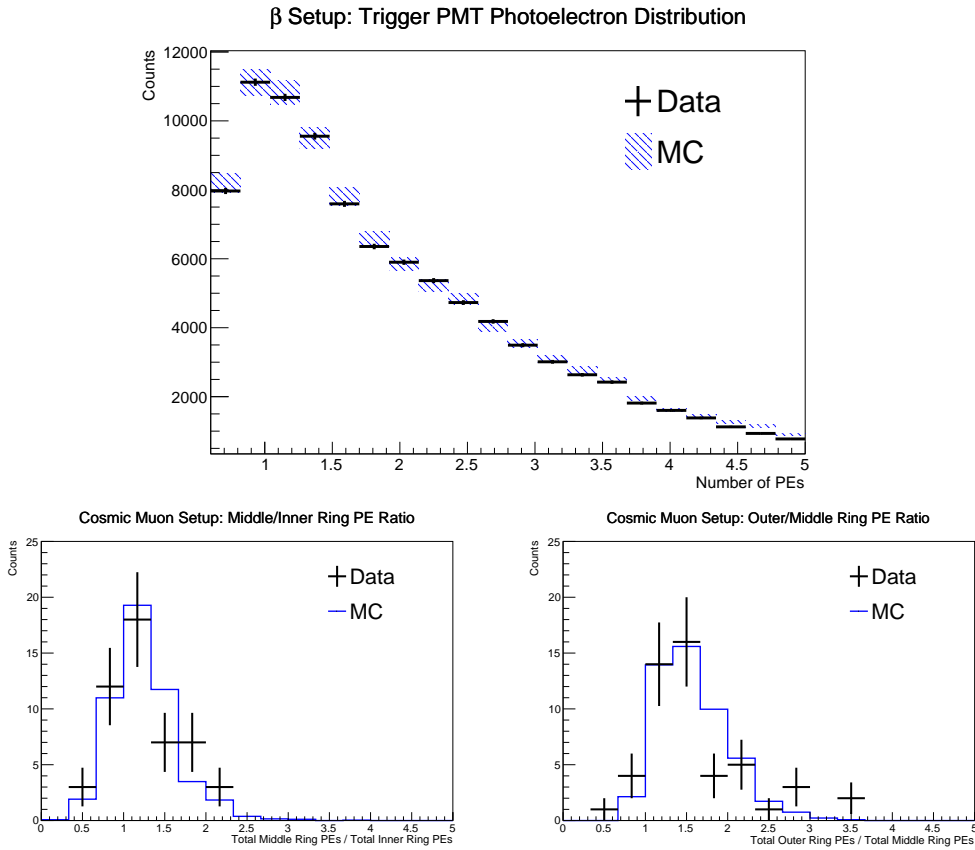 β Setup: Trigger PMT Photoelectron Distribution
Counts
12000
10000
8000
6000
4000
2000
Data
MC
1 1.5 2 2.5 3 3.5 4 4.5 5
Number of PEs
Cosmic Muon Setup: Middle/Inner Ring PE Ratio
Counts
25
20
15
10
5
0
Data
MC
0 0.5 1 1.5 2 2.5 3 3.5 4 4.5 5
Total Middle Ring PEs / Total Inner Ring PEs
Cosmic Muon Setup: Outer/Middle Ring PE Ratio
Counts
25
20
15
10
5
0
Data
MC
0 0.5 1 1.5 2 2.5 3 3.5 4 4.5 5
Total Outer Ring PEs / Total Middle Ring PEs